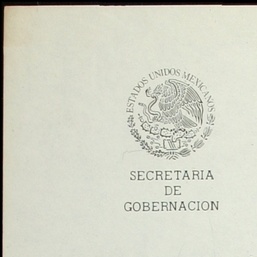 ESTADOS UNIDOS MEXICANOS
SECRETARIA
DE
GOBERNACION